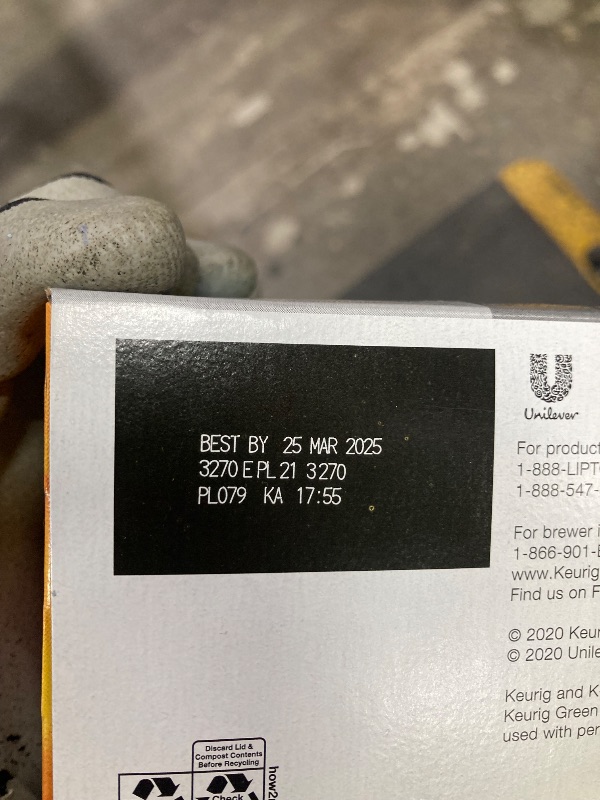 BEST BY 25 MAR 2025
3270 E PL 21 3270
PL079 KA 17:55
Unilever
For product
1-888-LIPT
1-888-547-
For brewer
1-866-901-
www.Keurig
Find us on F
© 2020 Keu
© 2020 Unile
Keurig and K
Keurig Green
used with per
Discard Lid &
Compost Contents
Before Recycling
Check
how2